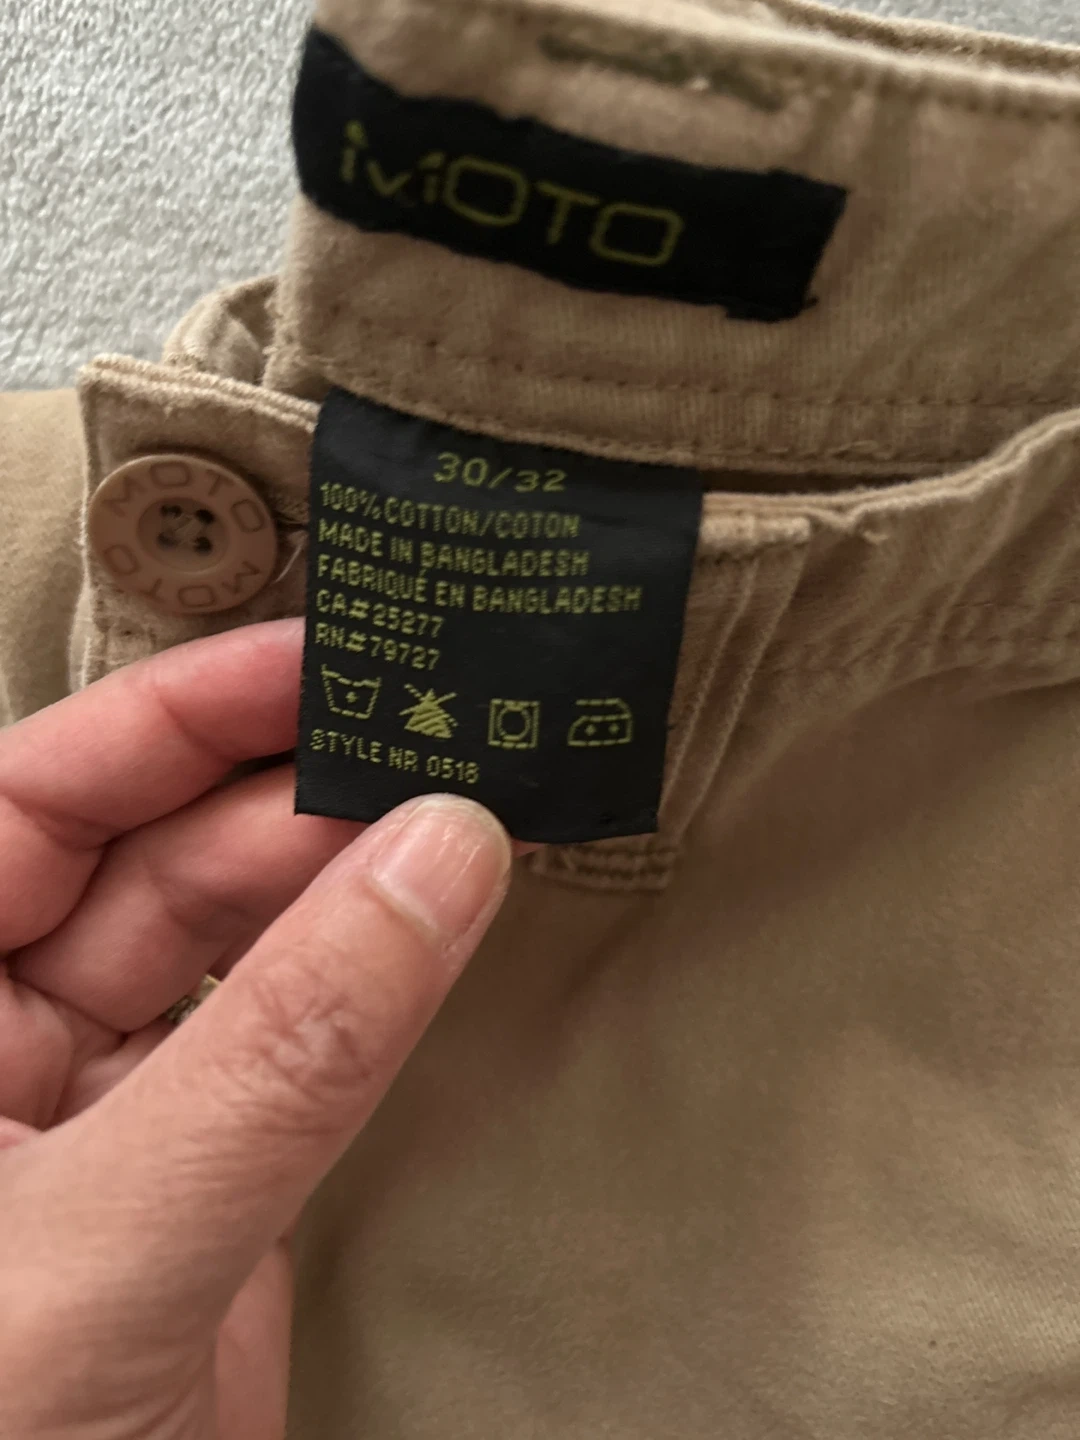 MOTO
30/32
100% COTTON/COTON
MADE IN BANGLADESH
FABRIQUÉ EN BANGLADESH
CA#25277
RN#79727
STYLE NR 0518
MOTO
MOTO